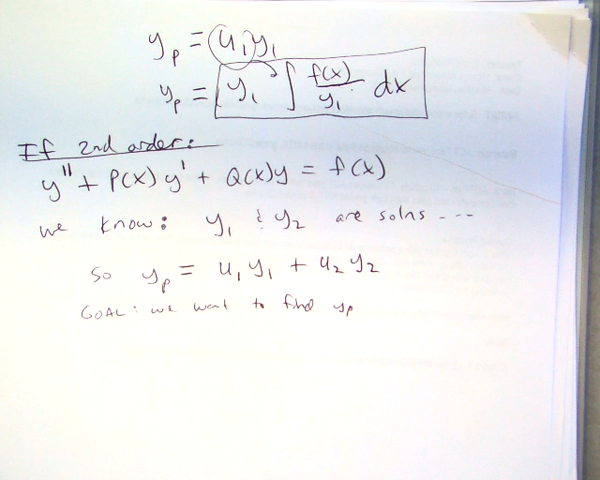 y_p = u_1 y_1
y_p = y_1 ∫ f(x)/y_1 dx
If 2nd order:
y" + P(x) y' + Q(x)y = f(x)
we know: y_1 & y_2 are solns ---
So y_p = u_1 y_1 + u_2 y_2
GOAL: we want to find y_p